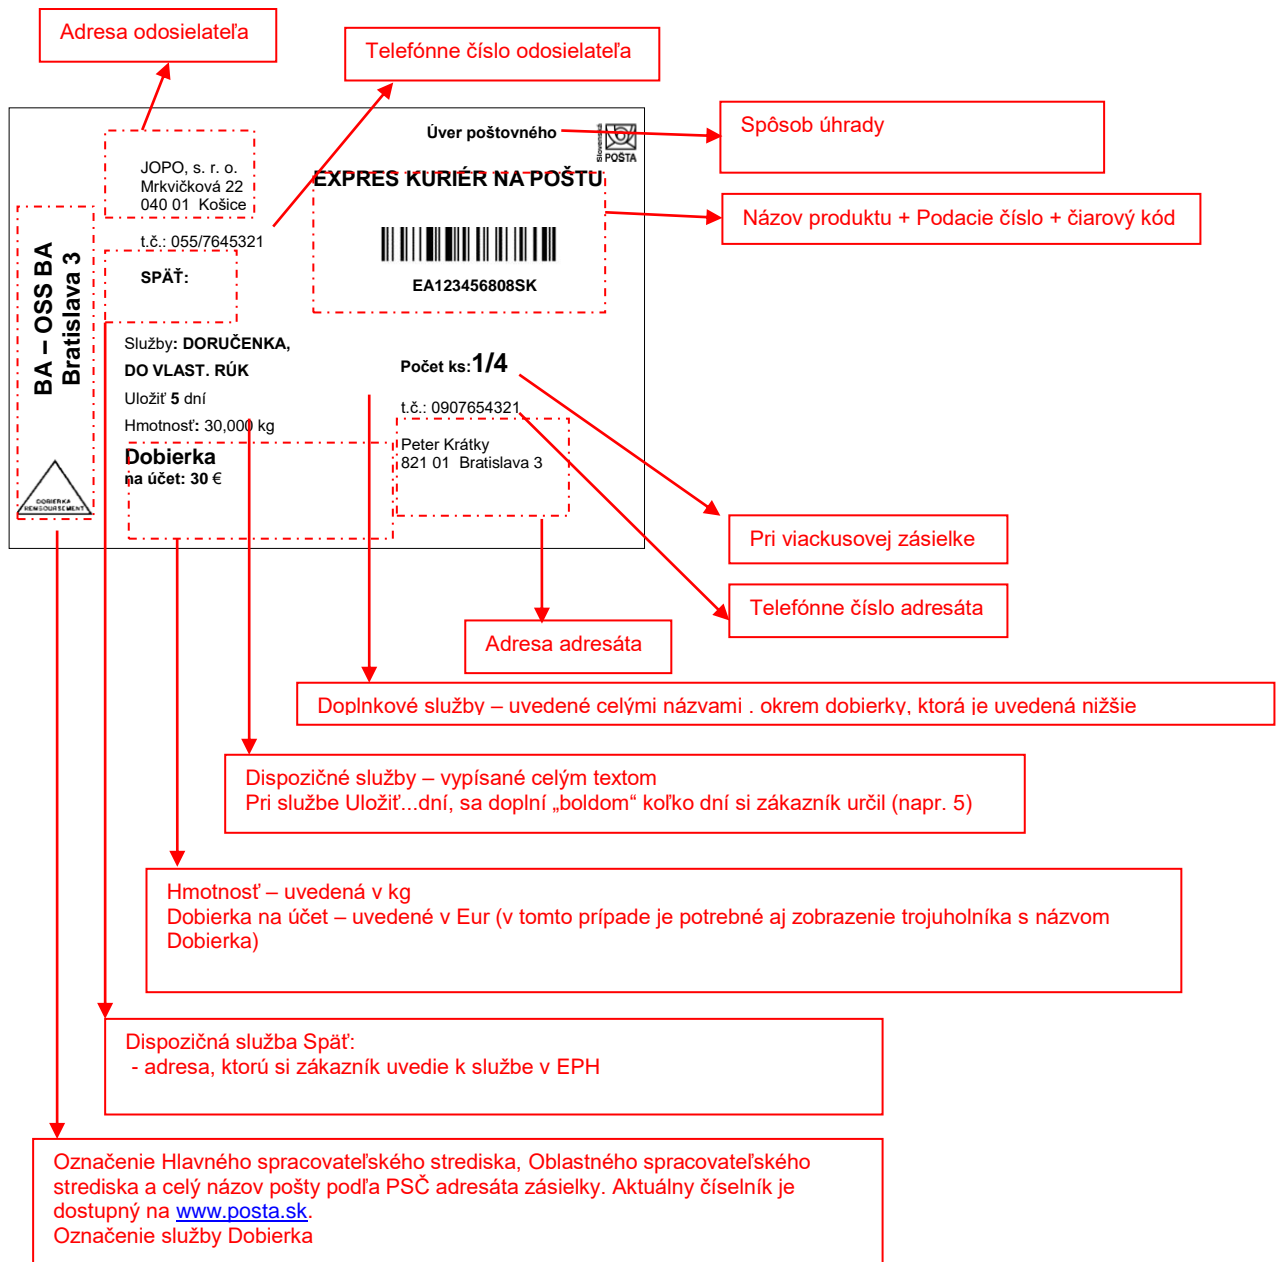 Adresa odosielateľa
Telefónne číslo odosielateľa
Úver poštovného
Slovenská
POŠTA
Spôsob úhrady
JOPO, s. r. o.
Mrkvičková 22
040 01  Košice
EXPRES KURIÉR NA POŠTU
Názov produktu + Podacie číslo + čiarový kód
t.č.: 055/7645321
SPÄŤ:
EA123456808SK
BA – OSS BA
Bratislava 3
Služby: DORUČENKA,
DO VLAST. RÚK
Počet ks:1/4
Uložiť 5 dní
t.č.: 0907654321
Hmotnosť: 30,000 kg
Peter Krátky
821 01  Bratislava 3
Dobierka
na účet: 30 €
DOBIERKA
REMBOURSEMENT
Pri viackusovej zásielke
Telefónne číslo adresáta
Adresa adresáta
Doplnkové služby – uvedené celými názvami . okrem dobierky, ktorá je uvedená nižšie
Dispozičné služby – vypísané celým textom
Pri službe Uložiť...dní, sa doplní „boldom“ koľko dní si zákazník určil (napr. 5)
Hmotnosť – uvedená v kg
Dobierka na účet – uvedené v Eur (v tomto prípade je potrebné aj zobrazenie trojuholníka s názvom
Dobierka)
Dispozičná služba Späť:
- adresa, ktorú si zákazník uvedie k službe v EPH
Označenie Hlavného spracovateľského strediska, Oblastného spracovateľského
strediska a celý názov pošty podľa PSČ adresáta zásielky. Aktuálny číselník je
dostupný na www.posta.sk.
Označenie služby Dobierka